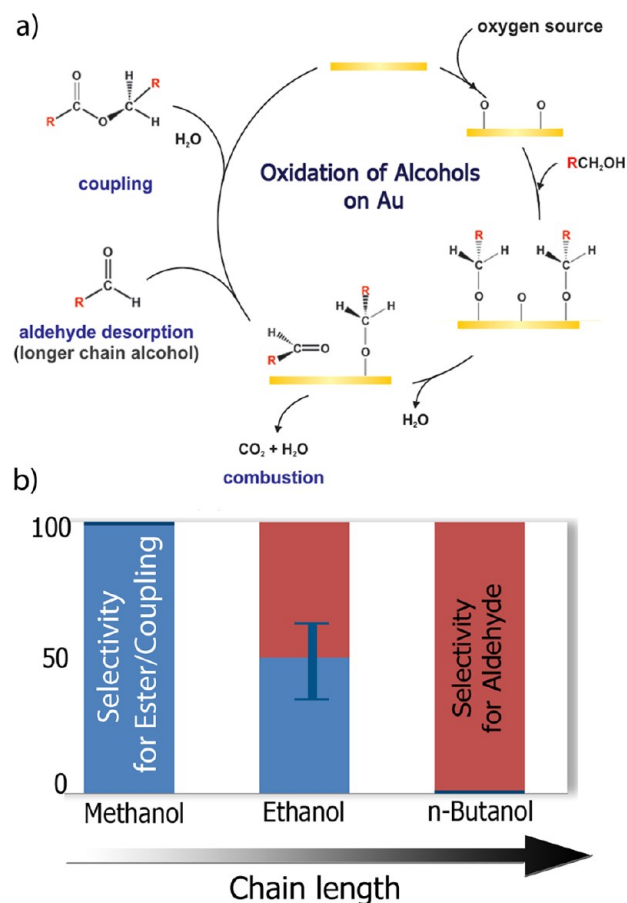 a)
oxygen source
O O
RCH₂OH
Oxidation of Alcohols
on Au
O H R
R O C H
C
H₂O
coupling
O
C
R H
aldehyde desorption
(longer chain alcohol)
R R
H H H H
C C
O O O
H R
H H
C
R C O O
H₂O
CO₂ + H₂O
combustion
b)
100
50
0
Selectivity
for Ester/Coupling
Selectivity
for Aldehyde
Methanol Ethanol n-Butanol
Chain length